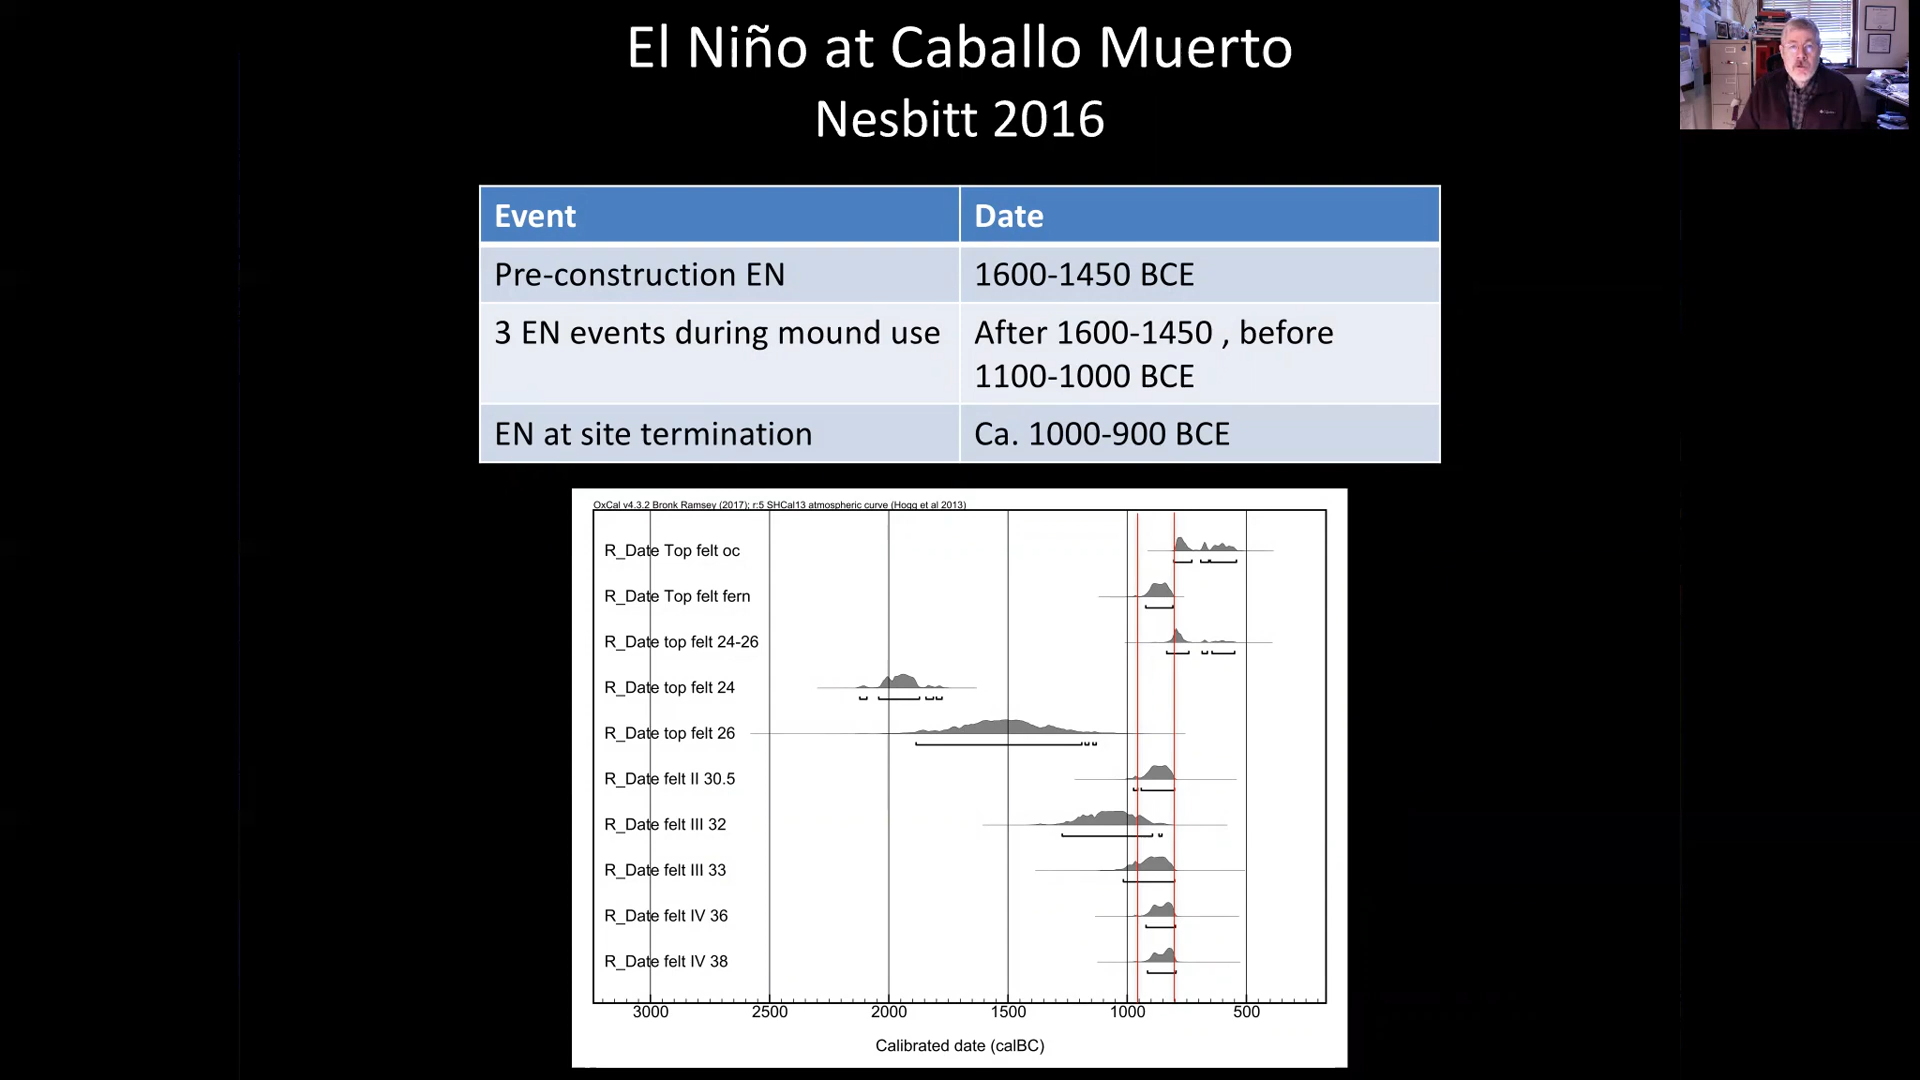 El Niño at Caballo Muerto
Nesbitt 2016
Event Date
Pre-construction EN 1600-1450 BCE
3 EN events during mound use After 1600-1450 , before
1100-1000 BCE
EN at site termination Ca. 1000-900 BCE
OxCal v4.3.2 Bronk Ramsey (2017); r:5 SHCal13 atmospheric curve (Hogg et al 2013)
R_Date Top felt oc
R_Date Top felt fern
R_Date top felt 24-26
R_Date top felt 24
R_Date top felt 26
R_Date felt II 30.5
R_Date felt III 32
R_Date felt III 33
R_Date felt IV 36
R_Date felt IV 38
3000 2500 2000 1500 1000 500
Calibrated date (calBC)